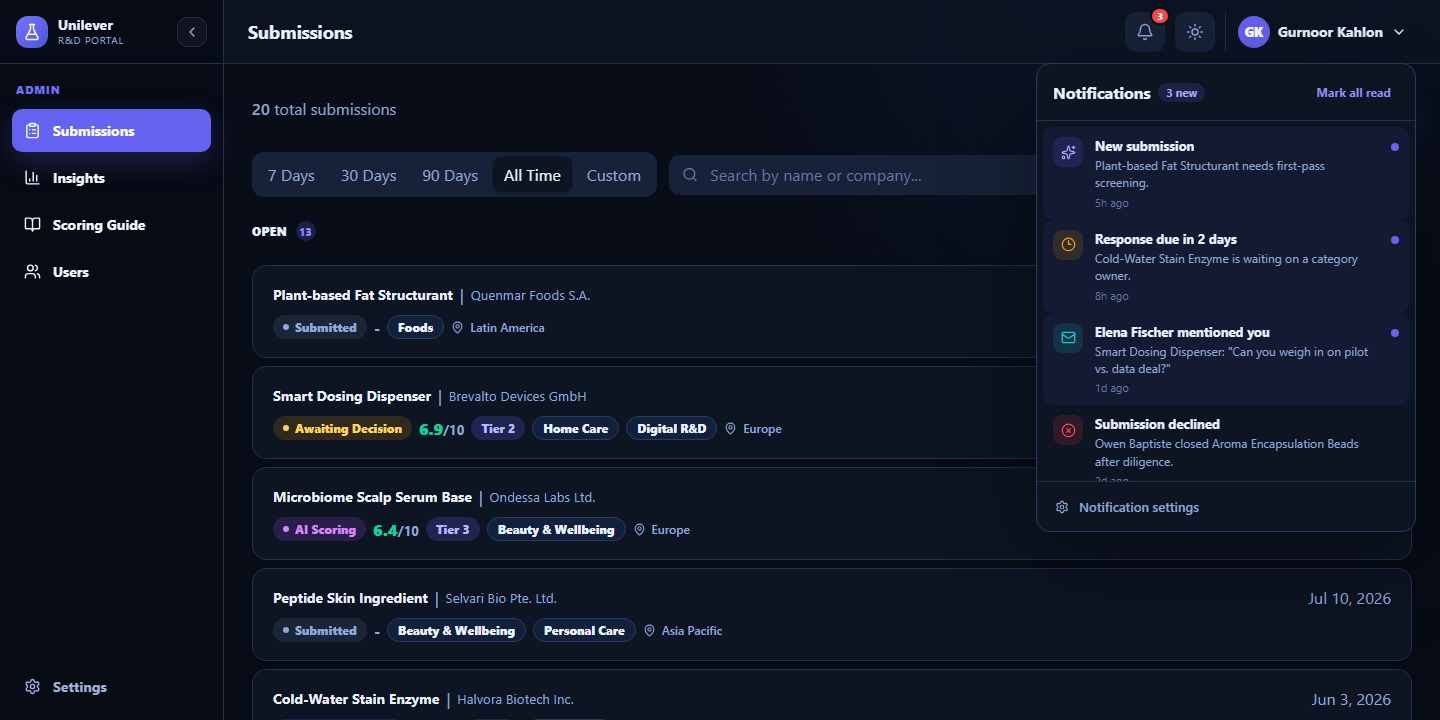 Unilever
R&D PORTAL
ADMIN
Submissions
Insights
Scoring Guide
Users
Settings
Submissions
3
GK
Gurnoor Kahlon
20 total submissions
7 Days
30 Days
90 Days
All Time
Custom
Search by name or company...
OPEN 13
Plant-based Fat Structurant | Quenmar Foods S.A.
Submitted - Foods Latin America
Smart Dosing Dispenser | Brevalto Devices GmbH
Awaiting Decision 6.9/10 Tier 2 Home Care Digital R&D Europe
Microbiome Scalp Serum Base | Ondessa Labs Ltd.
AI Scoring 6.4/10 Tier 3 Beauty & Wellbeing Europe
Peptide Skin Ingredient | Selvari Bio Pte. Ltd.
Jul 10, 2026
Submitted - Beauty & Wellbeing Personal Care Asia Pacific
Cold-Water Stain Enzyme | Halvora Biotech Inc.
Jun 3, 2026
Notifications 3 new
Mark all read
New submission
Plant-based Fat Structurant needs first-pass
screening.
5h ago
Response due in 2 days
Cold-Water Stain Enzyme is waiting on a category
owner.
8h ago
Elena Fischer mentioned you
Smart Dosing Dispenser: "Can you weigh in on pilot
vs. data deal?"
1d ago
Submission declined
Owen Baptiste closed Aroma Encapsulation Beads
after diligence.
Notification settings